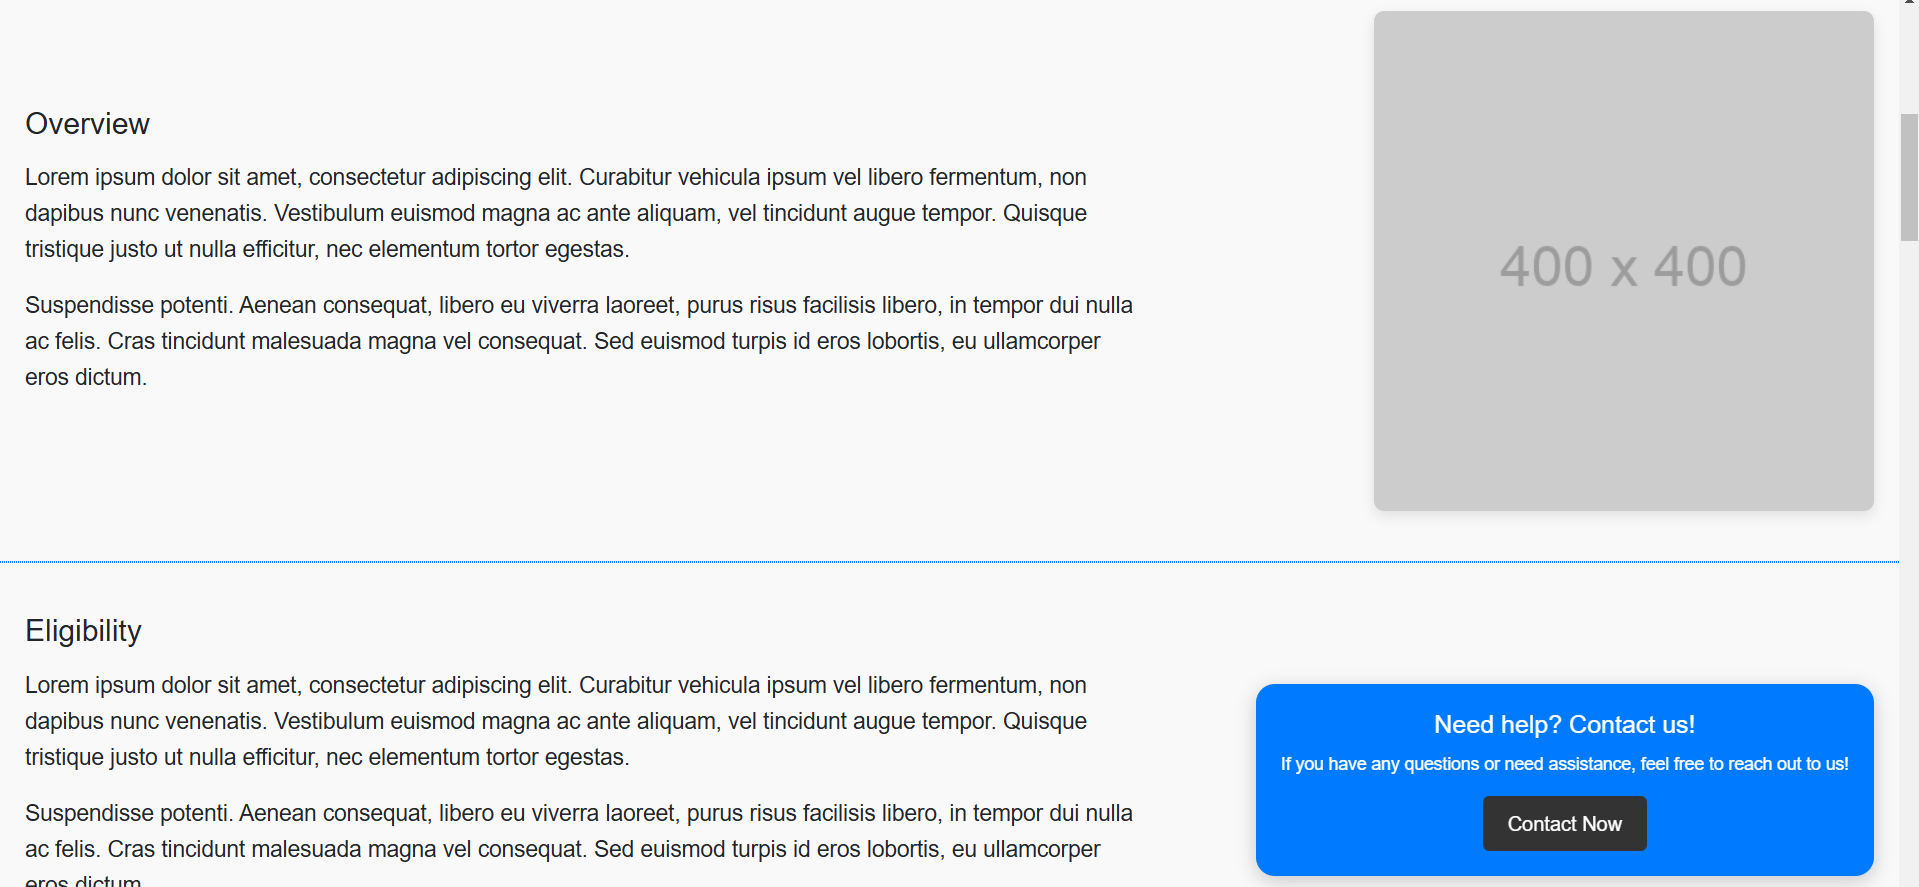 Overview
Lorem ipsum dolor sit amet, consectetur adipiscing elit. Curabitur vehicula ipsum vel libero fermentum, non
dapibus nunc venenatis. Vestibulum euismod magna ac ante aliquam, vel tincidunt augue tempor. Quisque
tristique justo ut nulla efficitur, nec elementum tortor egestas.
Suspendisse potenti. Aenean consequat, libero eu viverra laoreet, purus risus facilisis libero, in tempor dui nulla
ac felis. Cras tincidunt malesuada magna vel consequat. Sed euismod turpis id eros lobortis, eu ullamcorper
eros dictum.
400 x 400
Eligibility
Lorem ipsum dolor sit amet, consectetur adipiscing elit. Curabitur vehicula ipsum vel libero fermentum, non
dapibus nunc venenatis. Vestibulum euismod magna ac ante aliquam, vel tincidunt augue tempor. Quisque
tristique justo ut nulla efficitur, nec elementum tortor egestas.
Suspendisse potenti. Aenean consequat, libero eu viverra laoreet, purus risus facilisis libero, in tempor dui nulla
ac felis. Cras tincidunt malesuada magna vel consequat. Sed euismod turpis id eros lobortis, eu ullamcorper
eros dictum.
Need help? Contact us!
If you have any questions or need assistance, feel free to reach out to us!
Contact Now